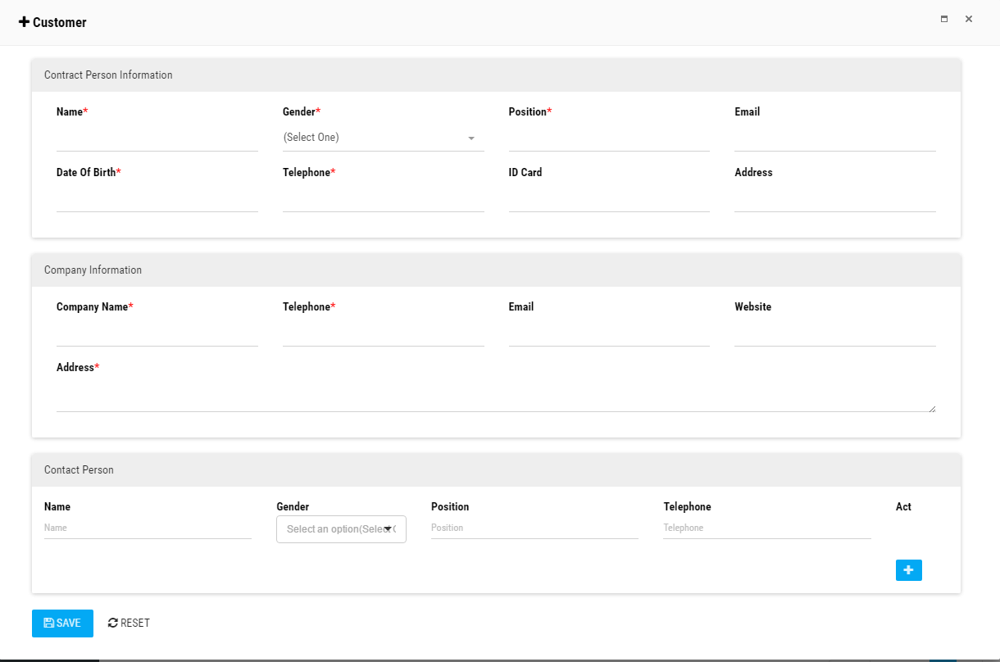 Customer
Contract Person Information
Name* Gender* Position* Email
(Select One)
Date Of Birth* Telephone* ID Card Address
Company Information
Company Name* Telephone* Email Website
Address*
Contact Person
Name Gender Position Telephone Act
Name Select an option(Select Position Telephone
SAVE RESET